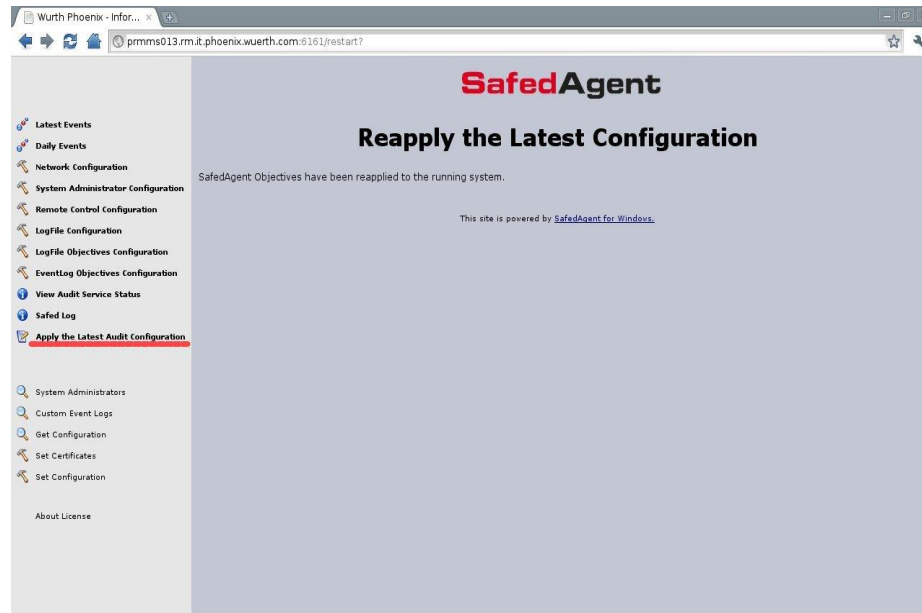 Wurth Phoenix - Infor...
prmms013.rm.it.phoenix.wuerth.com:6161/restart?
SafedAgent
Reapply the Latest Configuration
SafedAgent Objectives have been reapplied to the running system.
This site is powered by SafedAgent for Windows.
Latest Events
Daily Events
Network Configuration
System Administrator Configuration
Remote Control Configuration
LogFile Configuration
LogFile Objectives Configuration
EventLog Objectives Configuration
View Audit Service Status
Safed Log
Apply the Latest Audit Configuration
System Administrators
Custom Event Logs
Get Configuration
Set Certificates
Set Configuration
About License